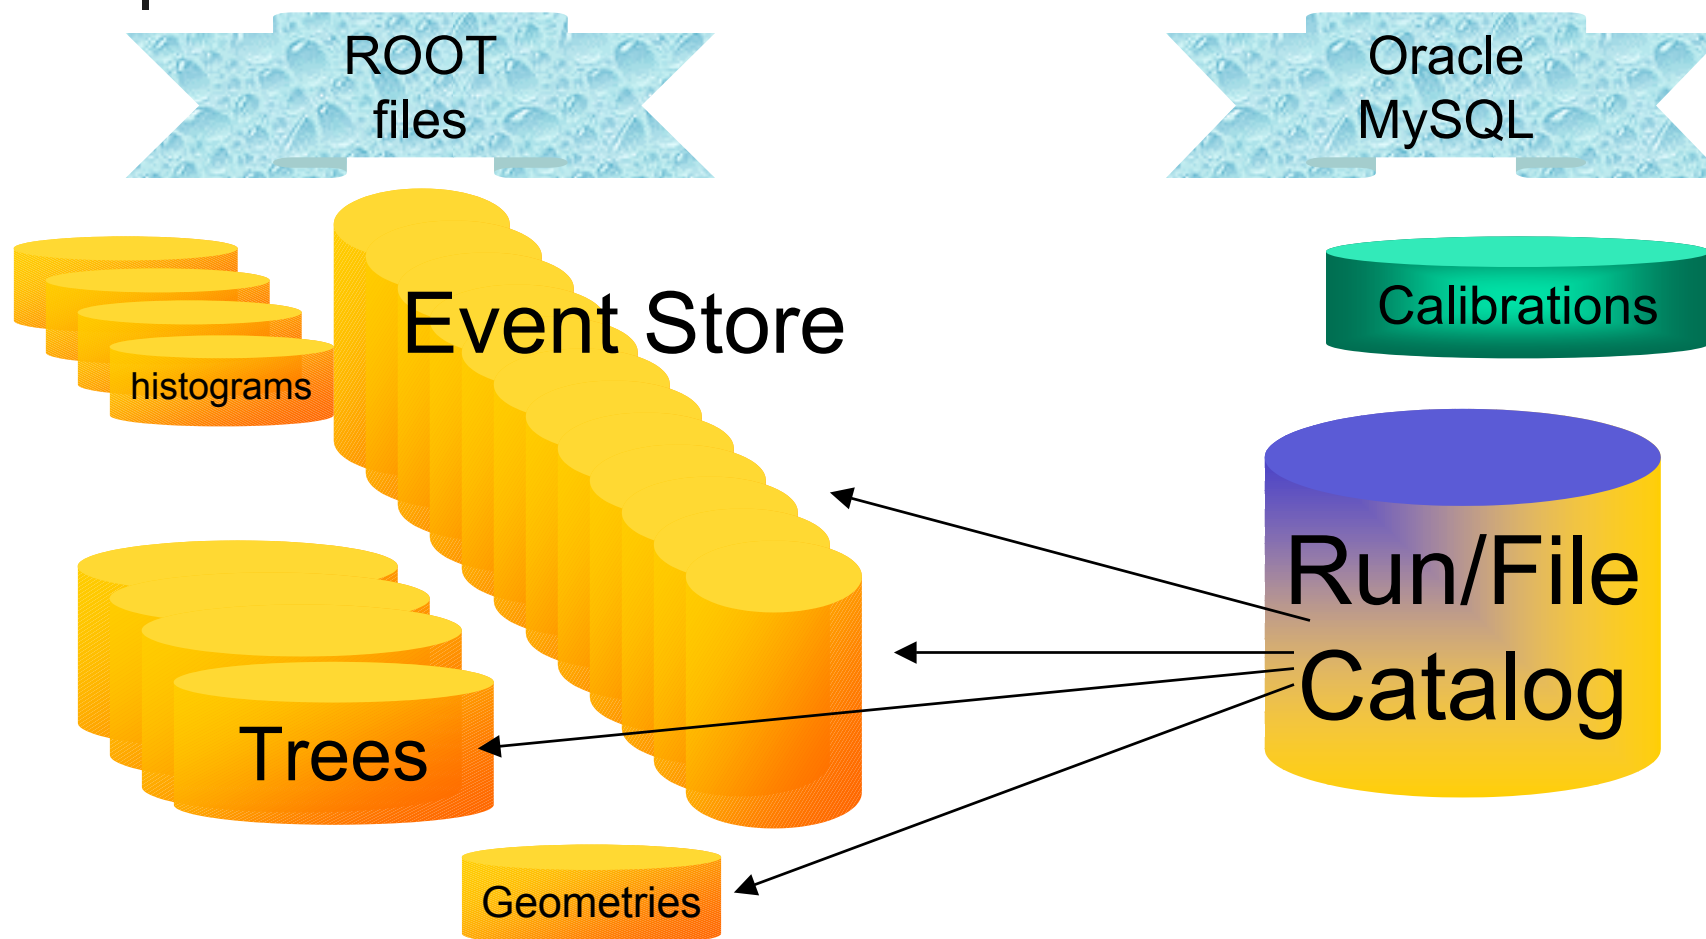 ROOT
files
Oracle
MySQL
Event Store
histograms
Calibrations
Run/File
Catalog
Trees
Geometries